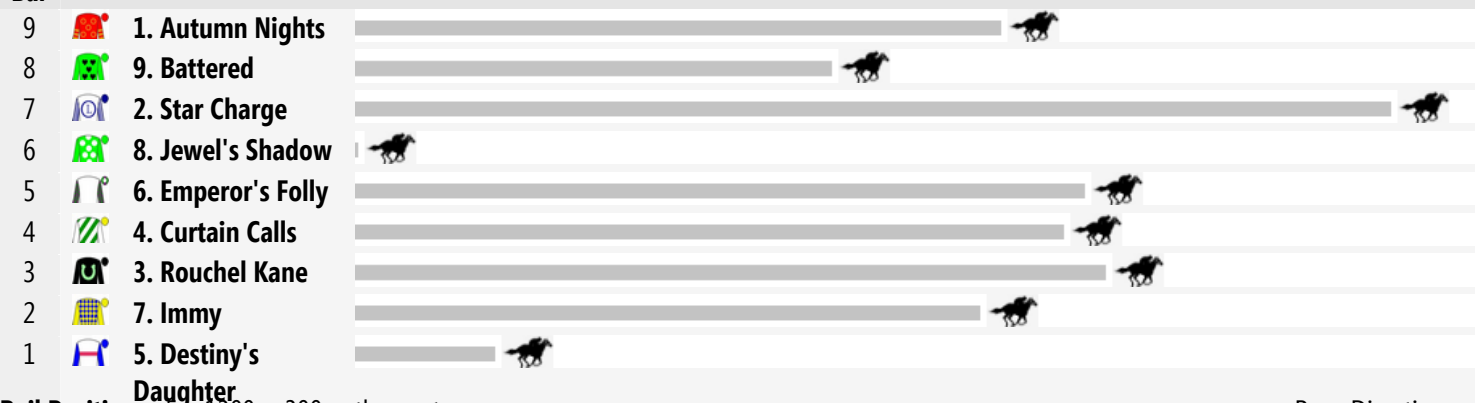 9 1. Autumn Nights
8 9. Battered
7 2. Star Charge
6 8. Jewel's Shadow
5 6. Emperor's Folly
4 4. Curtain Calls
3 3. Rouchel Kane
2 7. Immy
1 5. Destiny's
Daughter